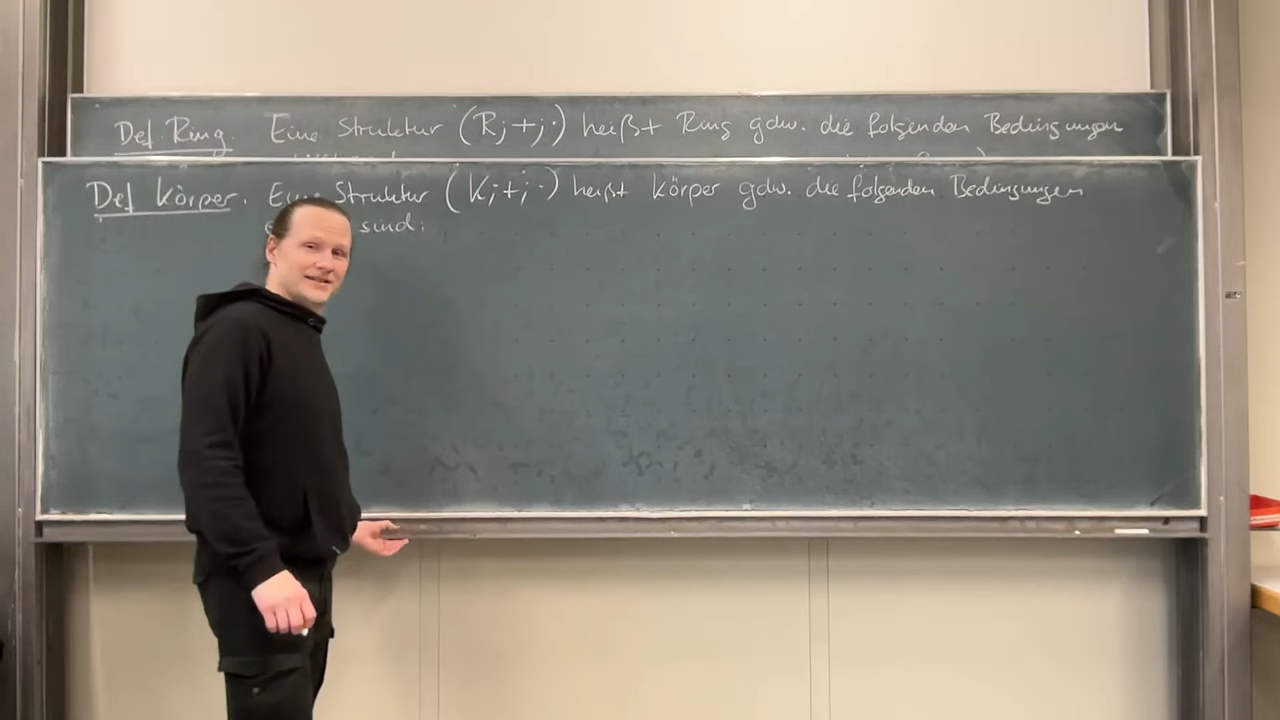 Def Ring. Eine Struktur (R;+;·) heißt Ring gdw. die folgenden Bedingungen
Def Körper. Eine Struktur (K;+;·) heißt Körper gdw. die folgenden Bedingungen
sind: